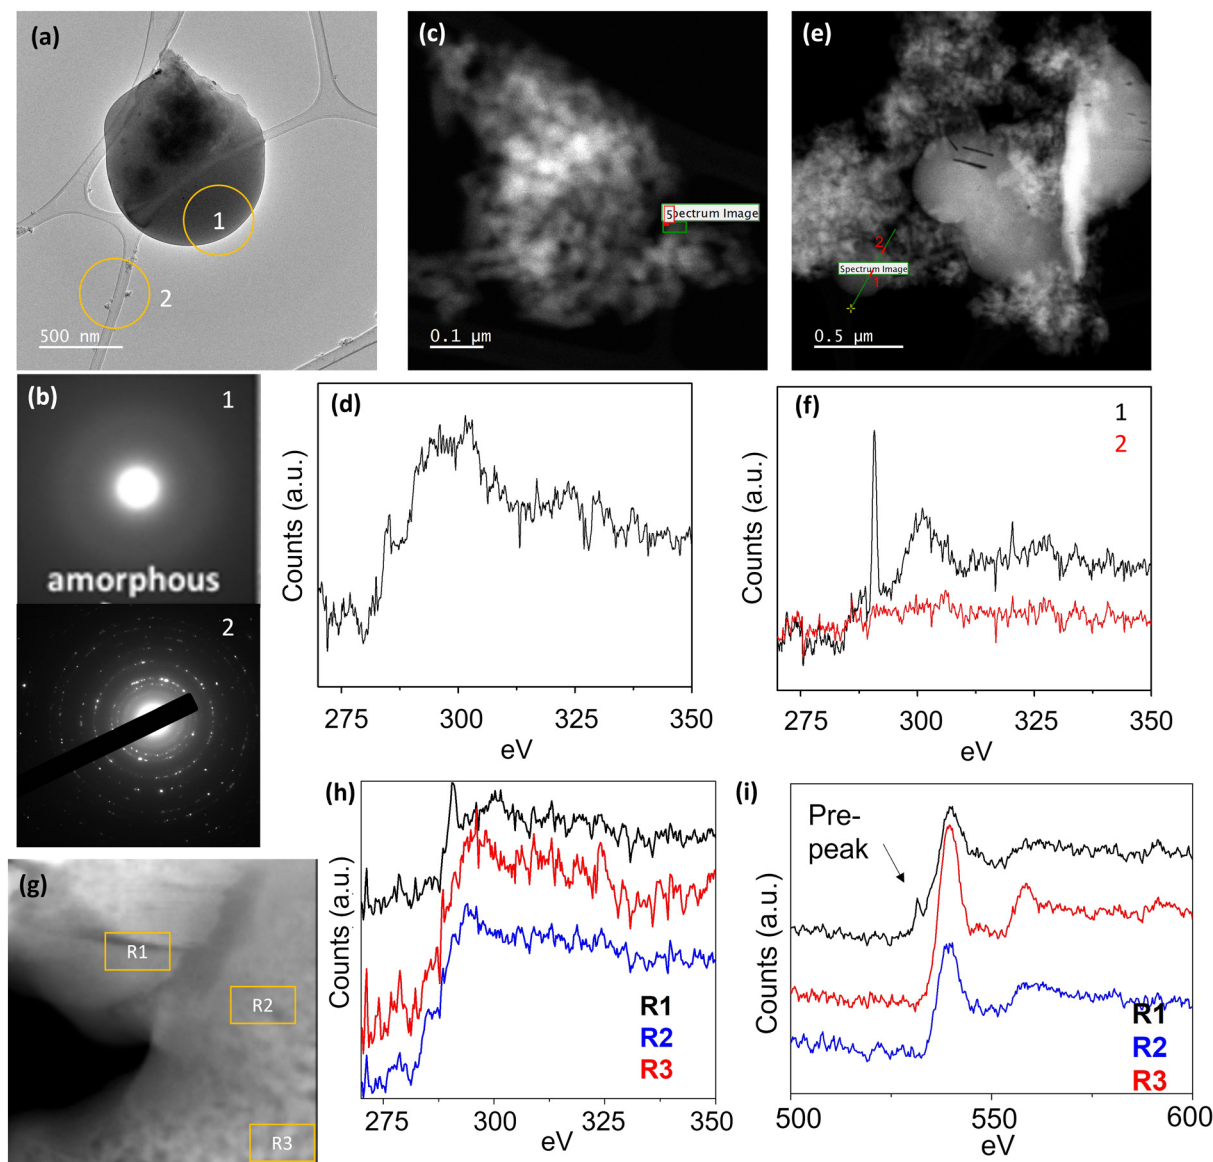 (a)
1
2
500 nm
(c)
5
pectrum Image
0.1 µm
(e)
2
Spectrum Image
1
0.5 µm
(b)
1
amorphous
2
(d)
Counts (a.u.)
275
300
325
350
eV
(f)
1
2
Counts (a.u.)
275
300
325
350
eV
(g)
R1
R2
R3
(h)
Counts (a.u.)
R1
R2
R3
275
300
325
350
eV
(i)
Pre-
peak
Counts (a.u.)
R1
R2
R3
500
550
600
eV